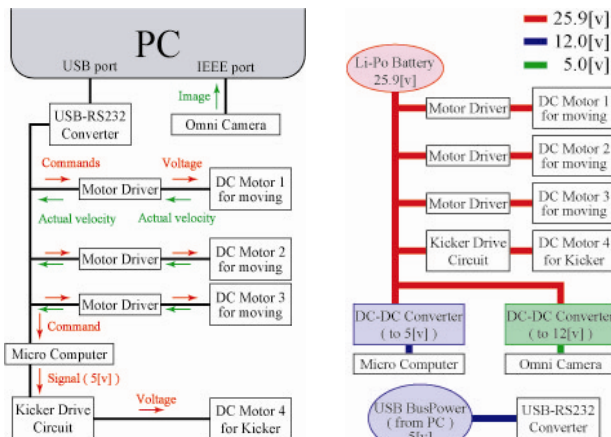 PC
USB port
IEEE port
Image
USB-RS232
Converter
Omni Camera
Commands
Voltage
Motor Driver
DC Motor 1
for moving
Actual velocity
Actual velocity
Motor Driver
DC Motor 2
for moving
Motor Driver
DC Motor 3
for moving
Command
Micro Computer
Signal ( 5[v] )
Voltage
Kicker Drive
Circuit
DC Motor 4
for Kicker
25.9[v]
12.0[v]
5.0[v]
Li-Po Battery
25.9[v]
Motor Driver
DC Motor 1
for moving
Motor Driver
DC Motor 2
for moving
Motor Driver
DC Motor 3
for moving
Kicker Drive
Circuit
DC Motor 4
for Kicker
DC-DC Converter
( to 5[v] )
DC-DC Converter
( to 12[v] )
Micro Computer
Omni Camera
USB BusPower
( from PC )
5[v]
USB-RS232
Converter